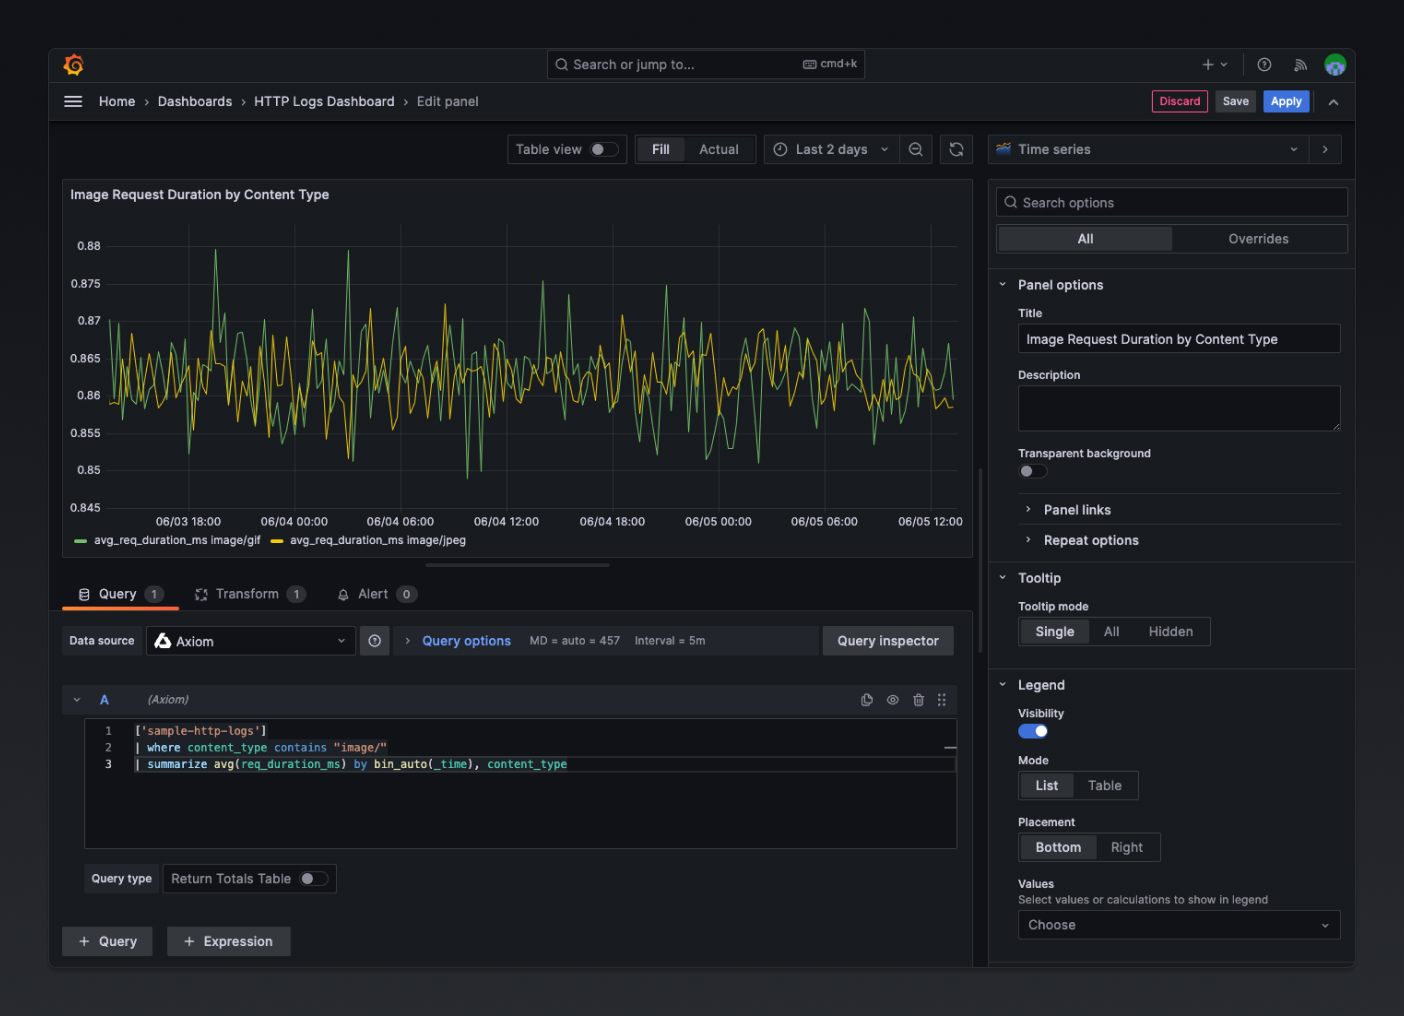 Search or jump to... cmd+k
Home › Dashboards › HTTP Logs Dashboard › Edit panel
Discard Save Apply
Table view Fill Actual Last 2 days
Time series
Image Request Duration by Content Type
0.88
0.875
0.87
0.865
0.86
0.855
0.85
0.845
06/03 18:00 06/04 00:00 06/04 06:00 06/04 12:00 06/04 18:00 06/05 00:00 06/05 06:00 06/05 12:00
avg_req_duration_ms image/gif avg_req_duration_ms image/jpeg
Query 1 Transform 1 Alert 0
Data source Axiom Query options MD = auto = 457 Interval = 5m Query inspector
A (Axiom)
1 ['sample-http-logs']
2 | where content_type contains "image/"
3 | summarize avg(req_duration_ms) by bin_auto(_time), content_type
Query type Return Totals Table
+ Query + Expression
Search options
All Overrides
Panel options
Title
Image Request Duration by Content Type
Description
Transparent background
Panel links
Repeat options
Tooltip
Tooltip mode
Single All Hidden
Legend
Visibility
Mode
List Table
Placement
Bottom Right
Values
Select values or calculations to show in legend
Choose